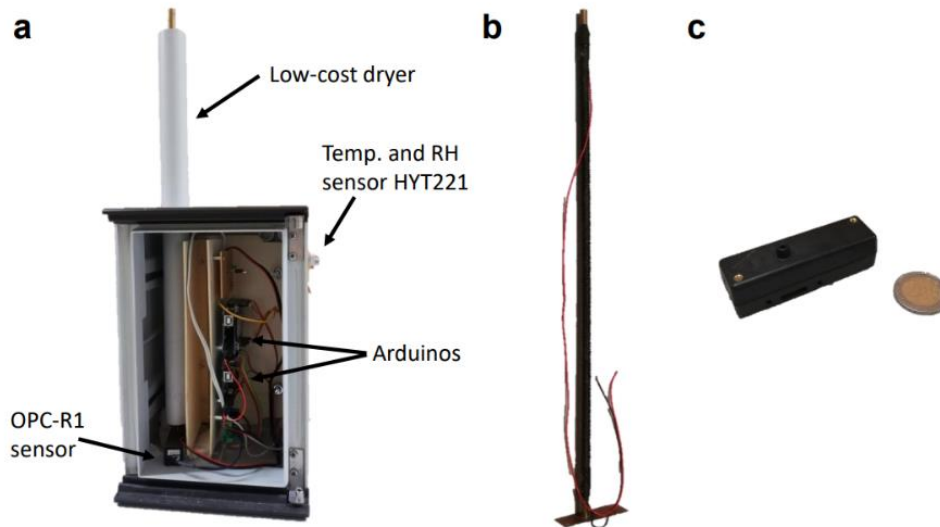 a
b
c
Low-cost dryer
Temp. and RH
sensor HYT221
Arduinos
OPC-R1
sensor